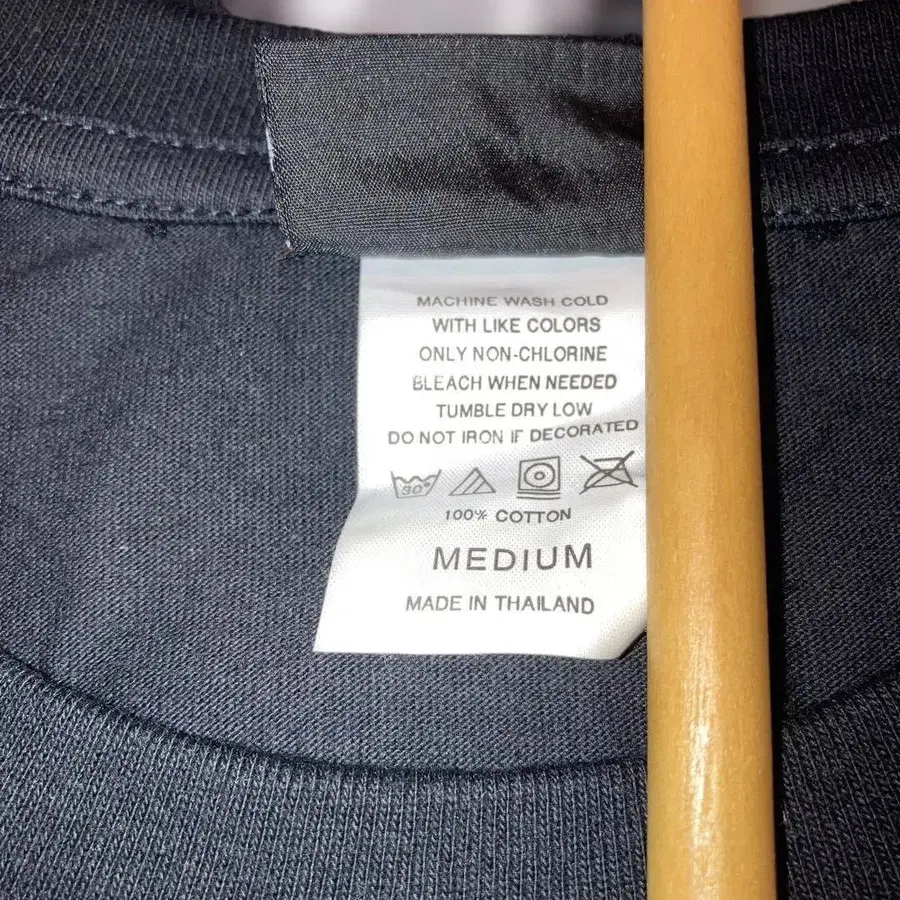 MACHINE WASH COLD
WITH LIKE COLORS
ONLY NON-CHLORINE
BLEACH WHEN NEEDED
TUMBLE DRY LOW
DO NOT IRON IF DECORATED
30°
100% COTTON
MEDIUM
MADE IN THAILAND